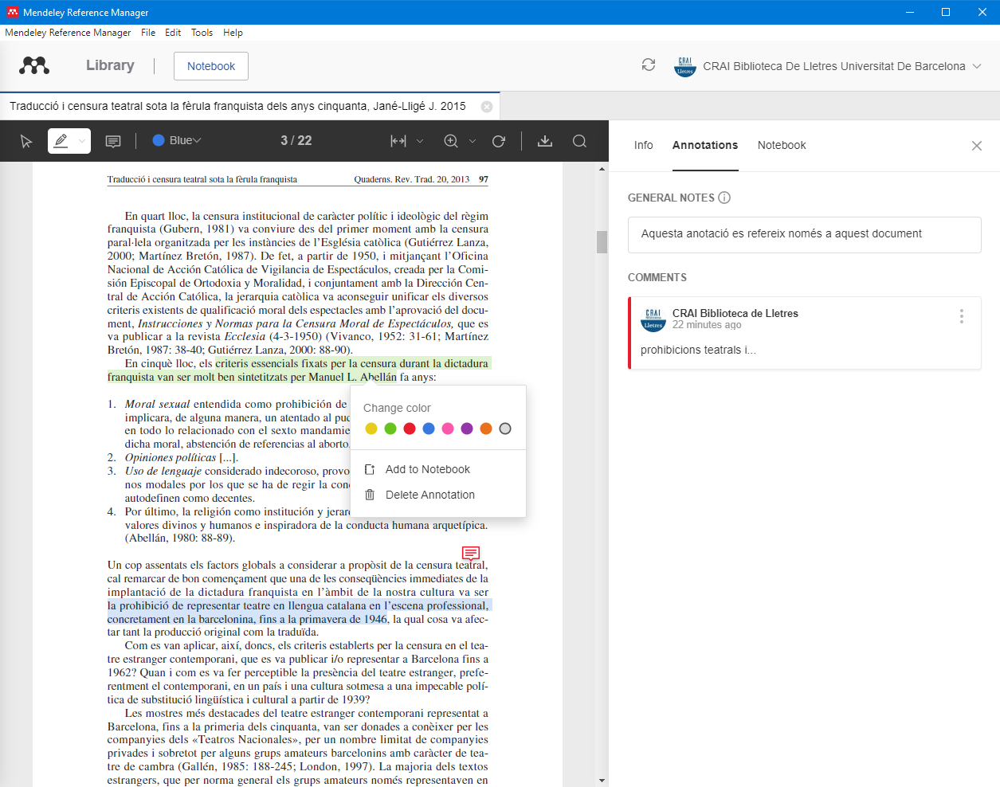 Mendeley Reference Manager
Mendeley Reference Manager File Edit Tools Help
Library Notebook CRAI Biblioteca De Lletres Universitat De Barcelona
CRAI
Lletres
Traducció i censura teatral sota la fèrula franquista dels anys cinquanta, Jané-Lligé J. 2015
Blue 3 / 22
Info Annotations Notebook
Traducció i censura teatral sota la fèrula franquista Quaderns. Rev. Trad. 20, 2013 97
En quart lloc, la censura institucional de caràcter polític i ideològic del règim
franquista (Gubern, 1981) va conviure des del primer moment amb la censura
paral·lela organitzada per les instàncies de l’Església catòlica (Gutiérrez Lanza,
2000; Martínez Bretón, 1987). De fet, a partir de 1950, i mitjançant l’Oficina
Nacional de Acción Católica de Vigilancia de Espectáculos, creada per la Comi-
sión Episcopal de Ortodoxia y Moralidad, i conjuntament amb la Dirección Cen-
tral de Acción Católica, la jerarquia catòlica va aconseguir unificar els diversos
criteris existents de qualificació moral dels espectacles amb l’aprovació del docu-
ment, Instrucciones y Normas para la Censura Moral de Espectáculos, que es
va publicar a la revista Ecclesia (4-3-1950) (Vivanco, 1952: 31-61; Martínez
Bretón, 1987: 38-40; Gutiérrez Lanza, 2000: 88-90).
En cinquè lloc, els criteris essencials fixats per la censura durant la dictadura
franquista van ser molt ben sintetitzats per Manuel L. Abellán fa anys:
1. Moral sexual entendida como prohibición de
implicara, de alguna manera, un atentado al pu
en todo lo relacionado con el sexto mandamie
dicha moral, abstención de referencias al aborto
2. Opiniones políticas [...].
3. Uso de lenguaje considerado indecoroso, provo
nos modales por los que se ha de regir la con
autodefinen como decentes.
4. Por último, la religión como institución y jerar
valores divinos y humanos e inspiradora de la conducta humana arquetípica.
(Abellán, 1980: 88-89).
Change color
Add to Notebook
Delete Annotation
Un cop assentats els factors globals a considerar a propòsit de la censura teatral,
cal remarcar de bon començament que una de les conseqüències immediates de la
implantació de la dictadura franquista en l’àmbit de la nostra cultura va ser
la prohibició de representar teatre en llengua catalana en l’escena professional,
concretament en la barcelonina, fins a la primavera de 1946, la qual cosa va afec-
tar tant la producció original com la traduïda.
Com es van aplicar, així, doncs, els criteris establerts per la censura en el tea-
tre estranger contemporani, que es va publicar i/o representar a Barcelona fins a
1962? Quan i com es va fer perceptible la presència del teatre estranger, prefe-
rentment el contemporani, en un país i una cultura sotmesa a una impecable polí-
tica de substitució lingüística i cultural a partir de 1939?
Les mostres més destacades del teatre estranger contemporani representat a
Barcelona, fins a la primeria dels cinquanta, van ser donades a conèixer per les
companyies dels «Teatros Nacionales», per un nombre limitat de companyies
privades i sobretot per alguns grups amateurs barcelonins amb caràcter de tea-
tre de cambra (Gallén, 1985: 188-245; London, 1997). La majoria dels textos
estrangers, que per norma general els grups amateurs només representaven en
GENERAL NOTES
Aquesta anotació es refereix només a aquest document
COMMENTS
CRAI
Lletres
CRAI Biblioteca de Lletres
22 minutes ago
prohibicions teatrals i...